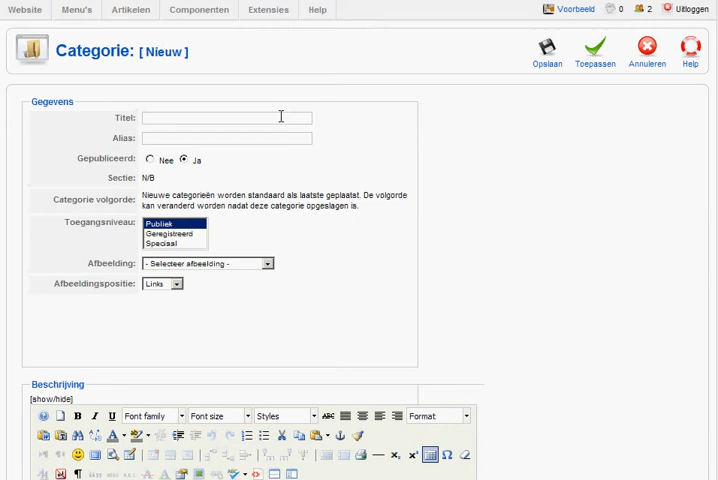 Website Menu's Artikelen Componenten Extensies Help Voorbeeld 0 2 Uitloggen
Categorie: [ Nieuw ]
Opslaan Toepassen Annuleren Help
Gegevens
Titel:
Alias:
Gepubliceerd: Nee Ja
Sectie: N/B
Categorie volgorde: Nieuwe categorieën worden standaard als laatste geplaatst. De volgorde
kan veranderd worden nadat deze categorie opgeslagen is.
Toegangsniveau: Publiek
Geregistreerd
Speciaal
Afbeelding: - Selecteer afbeelding -
Afbeeldingspositie: Links
Beschrijving
[show/hide]
B I U Font family Font size Styles ABC Format